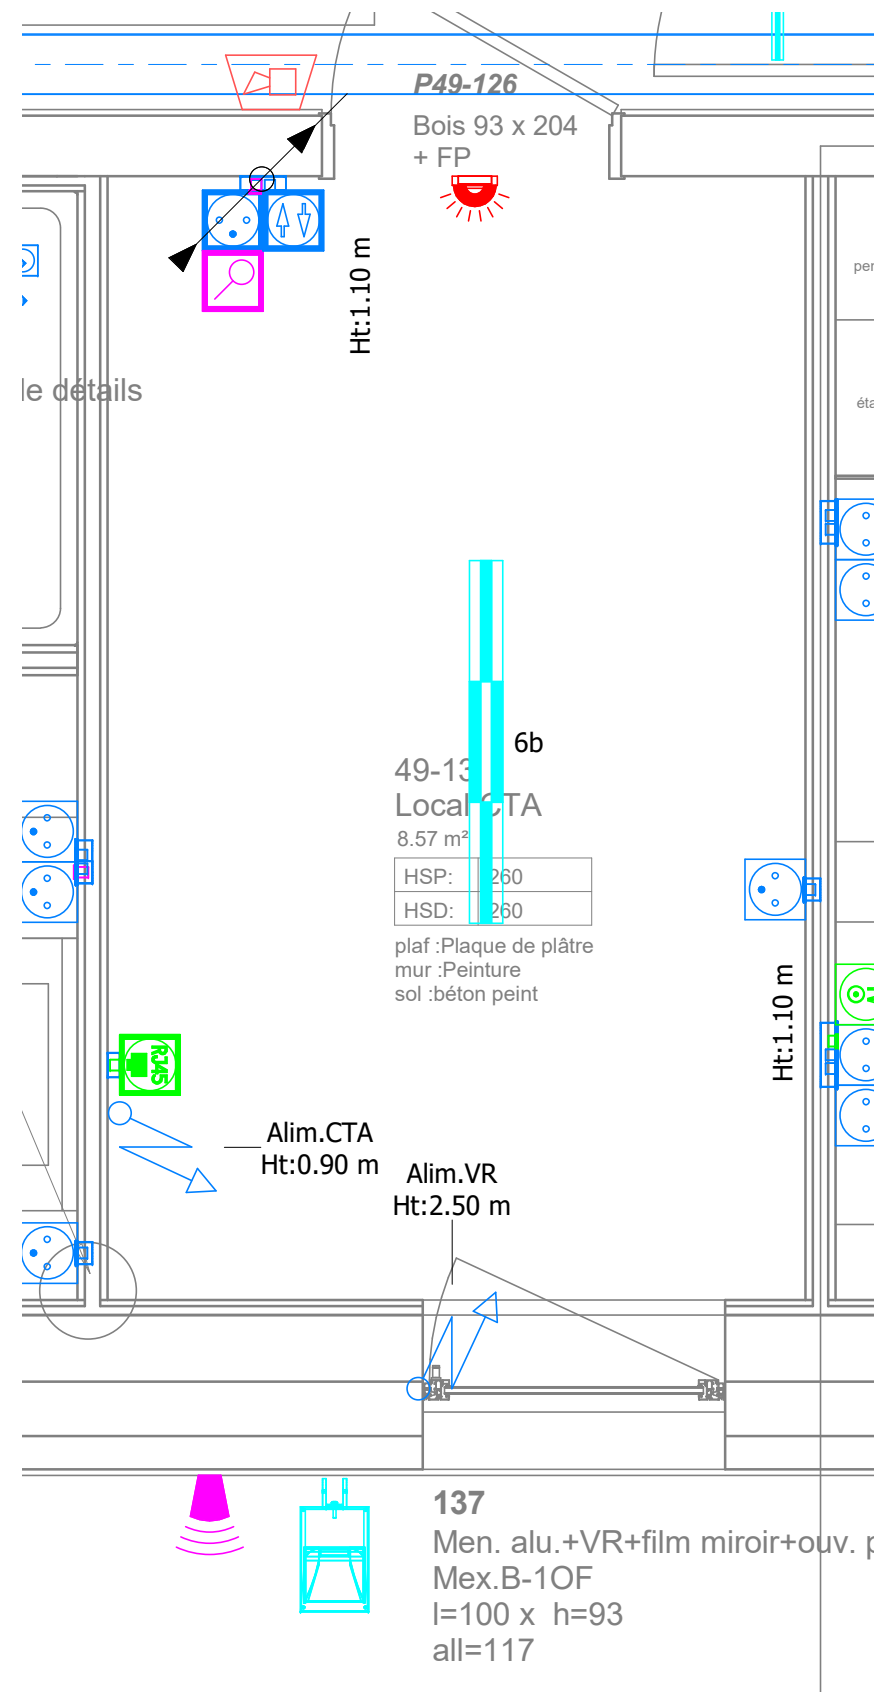 P49-126
Bois 93 x 204
+ FP
Ht:1.10 m
per
le détails
éta
6b
49-13
Local CTA
8.57 m²
HSP: 260
HSD: 260
plaf :Plaque de plâtre
mur :Peinture
sol :béton peint
Ht:1.10 m
RJ45
Alim.CTA
Ht:0.90 m
Alim.VR
Ht:2.50 m
137
Men. alu.+VR+film miroir+ouv. p
Mex.B-1OF
l=100 x h=93
all=117